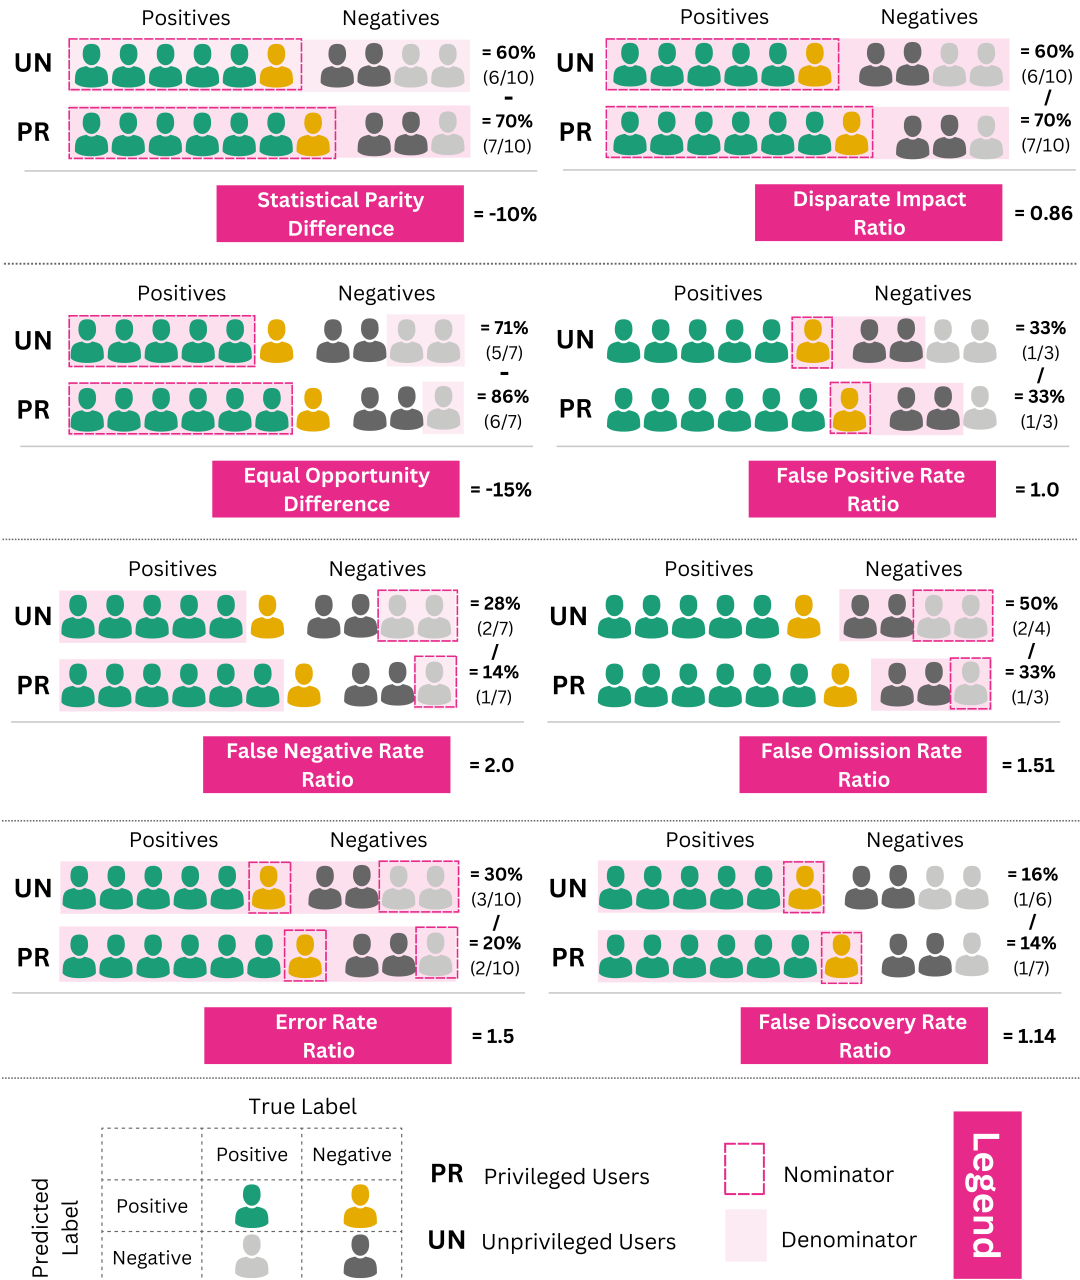 Positives Negatives
UN = 60%
(6/10)
-
PR = 70%
(7/10)
Statistical Parity
Difference = -10%
Positives Negatives
UN = 60%
(6/10)
/
PR = 70%
(7/10)
Disparate Impact
Ratio = 0.86
Positives Negatives
UN = 71%
(5/7)
-
PR = 86%
(6/7)
Equal Opportunity
Difference = -15%
Positives Negatives
UN = 33%
(1/3)
/
PR = 33%
(1/3)
False Positive Rate
Ratio = 1.0
Positives Negatives
UN = 28%
(2/7)
/
PR = 14%
(1/7)
False Negative Rate
Ratio = 2.0
Positives Negatives
UN = 50%
(2/4)
/
PR = 33%
(1/3)
False Omission Rate
Ratio = 1.51
Positives Negatives
UN = 30%
(3/10)
/
PR = 20%
(2/10)
Error Rate
Ratio = 1.5
Positives Negatives
UN = 16%
(1/6)
/
PR = 14%
(1/7)
False Discovery Rate
Ratio = 1.14
True Label
Positive Negative
Predicted
Label
Positive
Negative
PR Privileged Users
UN Unprivileged Users
Nominator
Denominator
Legend